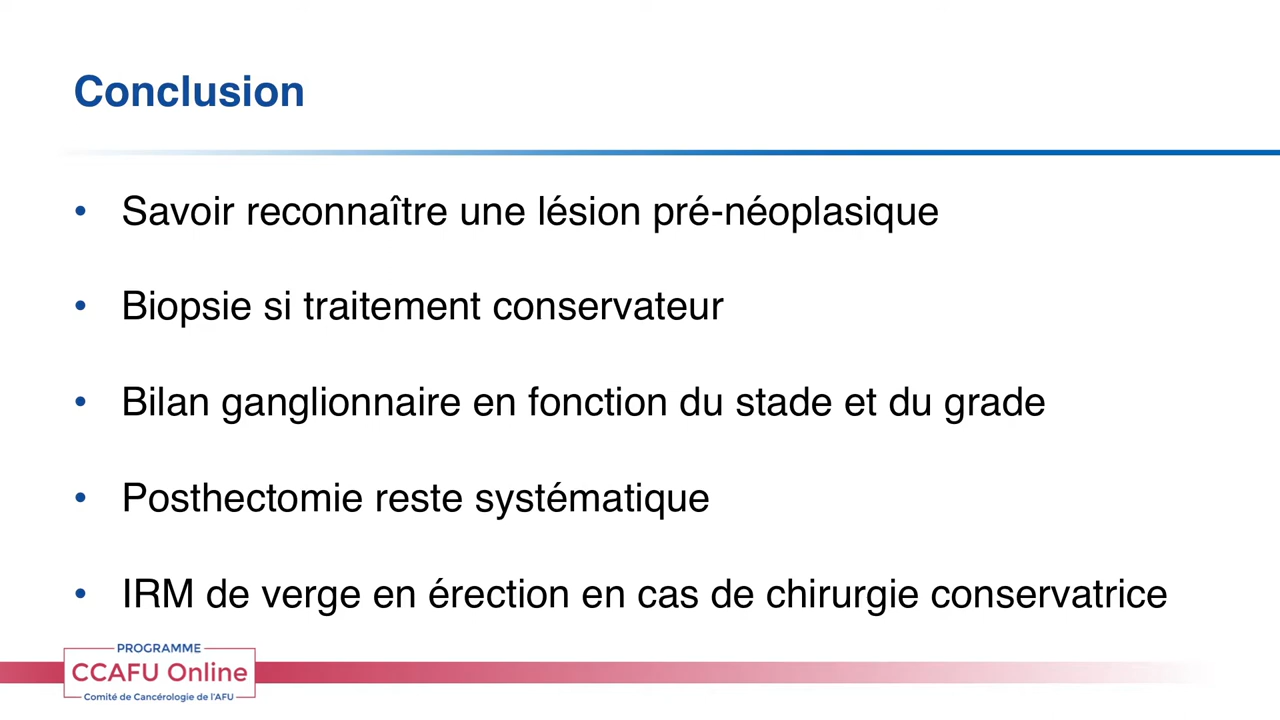 Conclusion
• Savoir reconnaître une lésion pré-néoplasique
• Biopsie si traitement conservateur
• Bilan ganglionnaire en fonction du stade et du grade
• Posthectomie reste systématique
• IRM de verge en érection en cas de chirurgie conservatrice
PROGRAMME
CCAFU Online
Comité de Cancérologie de l'AFU